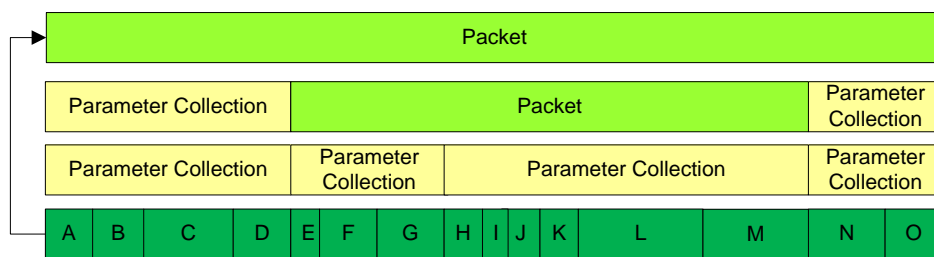 Packet
Parameter Collection
Packet
Parameter
Collection
Parameter Collection
Parameter
Collection
Parameter Collection
Parameter
Collection
A B C D E F G H I J K L M N O